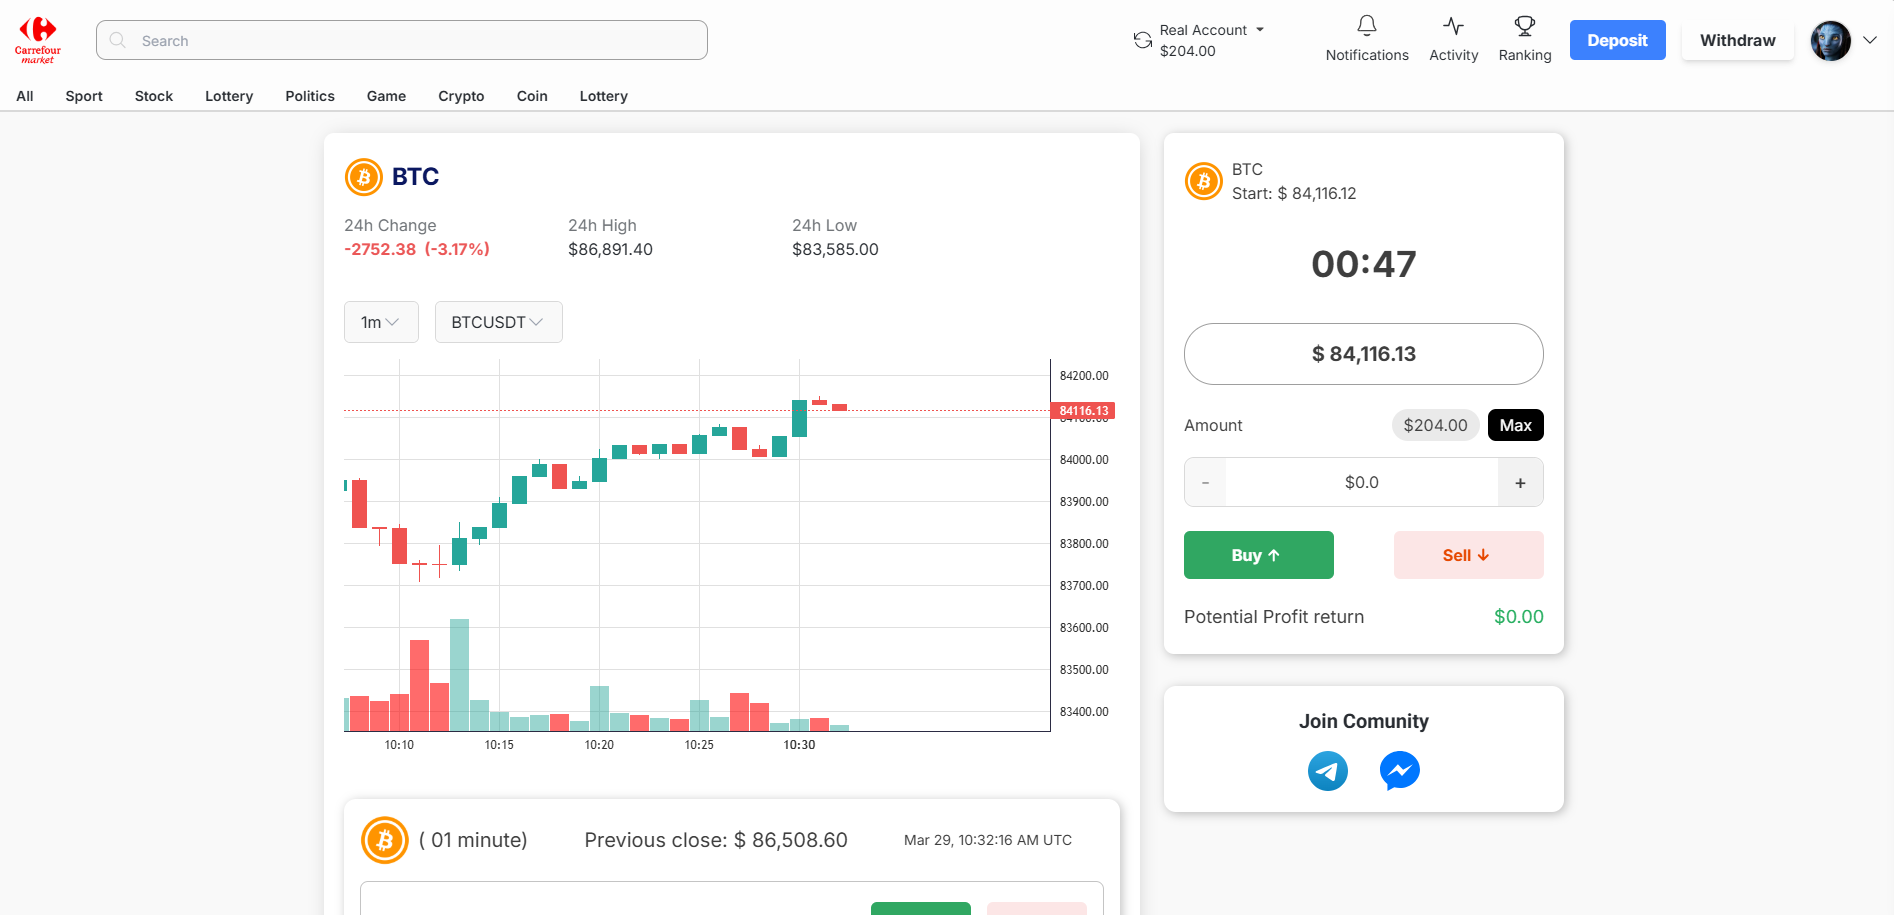 Carrefour
market
Search
Real Account
$204.00
Notifications
Activity
Ranking
Deposit
Withdraw
All
Sport
Stock
Lottery
Politics
Game
Crypto
Coin
Lottery
BTC
24h Change
24h High
24h Low
-2752.38 (-3.17%)
$86,891.40
$83,585.00
1m
BTCUSDT
84200.00
84116.13
84100.00
84000.00
83900.00
83800.00
83700.00
83600.00
83500.00
83400.00
10:10
10:15
10:20
10:25
10:30
( 01 minute)
Previous close: $ 86,508.60
Mar 29, 10:32:16 AM UTC
BTC
Start: $ 84,116.12
00:47
$ 84,116.13
Amount
$204.00
Max
-
$0.0
+
Buy ↑
Sell ↓
Potential Profit return
$0.00
Join Comunity